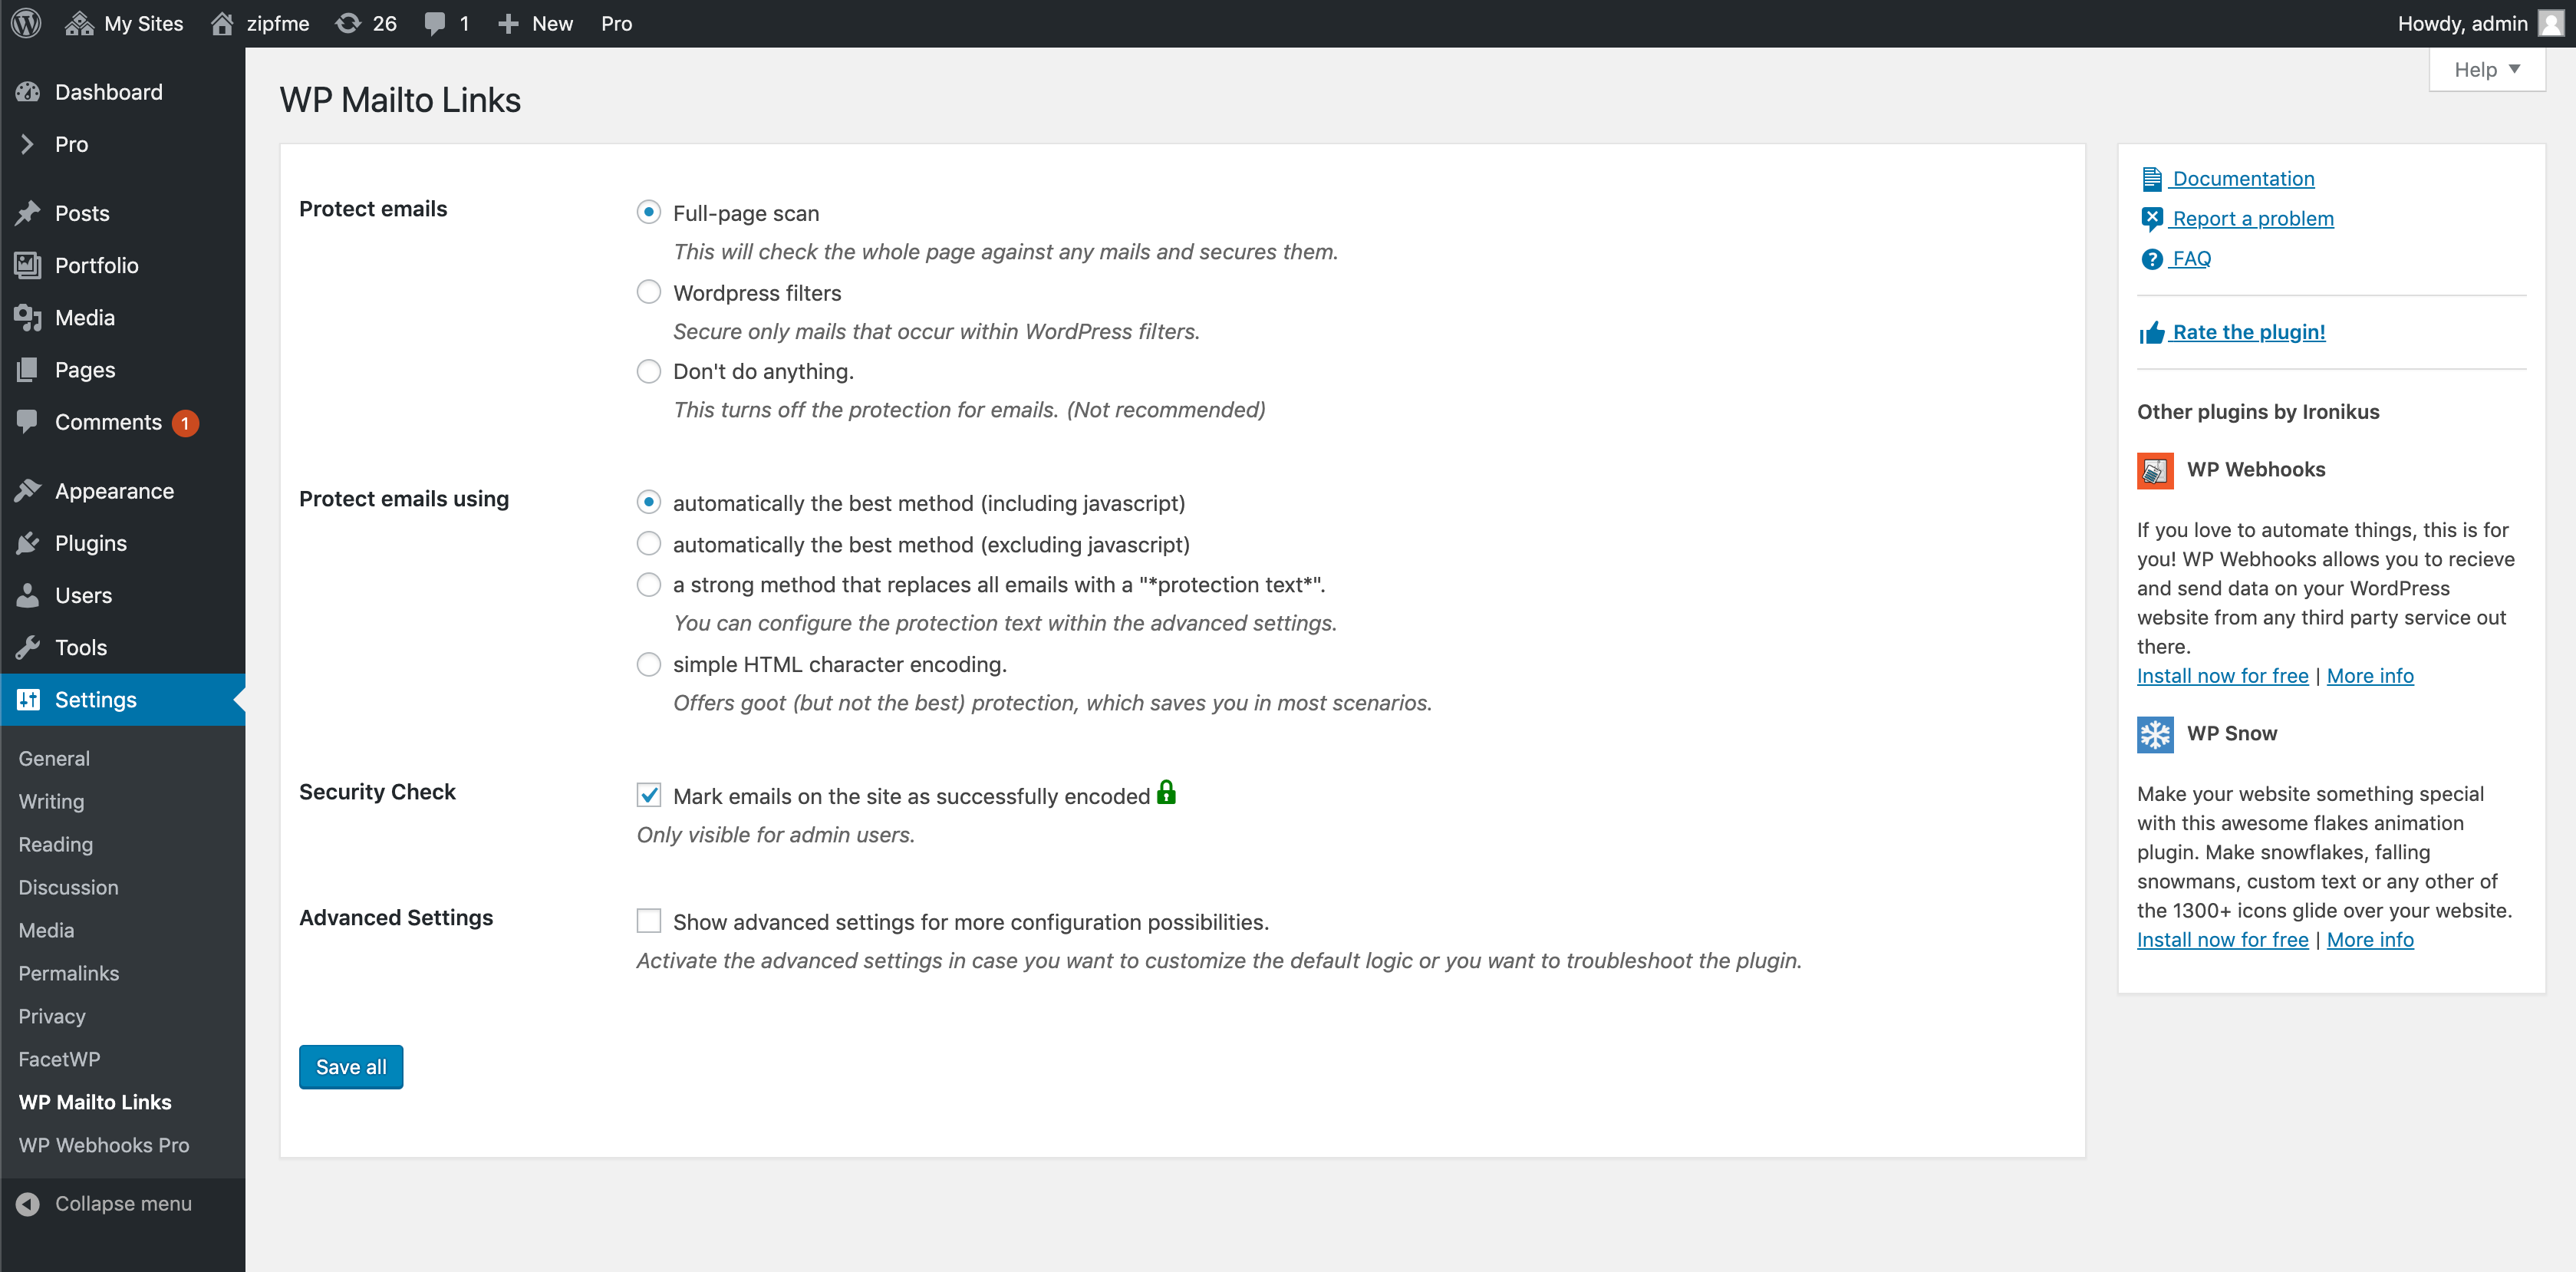 My Sites zipfme 26 1 New Pro Howdy, admin
Help
Dashboard
Pro
Posts
Portfolio
Media
Pages
Comments 1
Appearance
Plugins
Users
Tools
Settings
General
Writing
Reading
Discussion
Media
Permalinks
Privacy
FacetWP
WP Mailto Links
WP Webhooks Pro
Collapse menu
WP Mailto Links
Protect emails
Full-page scan
This will check the whole page against any mails and secures them.
Wordpress filters
Secure only mails that occur within WordPress filters.
Don't do anything.
This turns off the protection for emails. (Not recommended)
Protect emails using
automatically the best method (including javascript)
automatically the best method (excluding javascript)
a strong method that replaces all emails with a "*protection text*".
You can configure the protection text within the advanced settings.
simple HTML character encoding.
Offers goot (but not the best) protection, which saves you in most scenarios.
Security Check
Mark emails on the site as successfully encoded
Only visible for admin users.
Advanced Settings
Show advanced settings for more configuration possibilities.
Activate the advanced settings in case you want to customize the default logic or you want to troubleshoot the plugin.
Save all
Documentation
Report a problem
FAQ
Rate the plugin!
Other plugins by Ironikus
WP Webhooks
If you love to automate things, this is for
you! WP Webhooks allows you to recieve
and send data on your WordPress
website from any third party service out
there.
Install now for free | More info
WP Snow
Make your website something special
with this awesome flakes animation
plugin. Make snowflakes, falling
snowmans, custom text or any other of
the 1300+ icons glide over your website.
Install now for free | More info